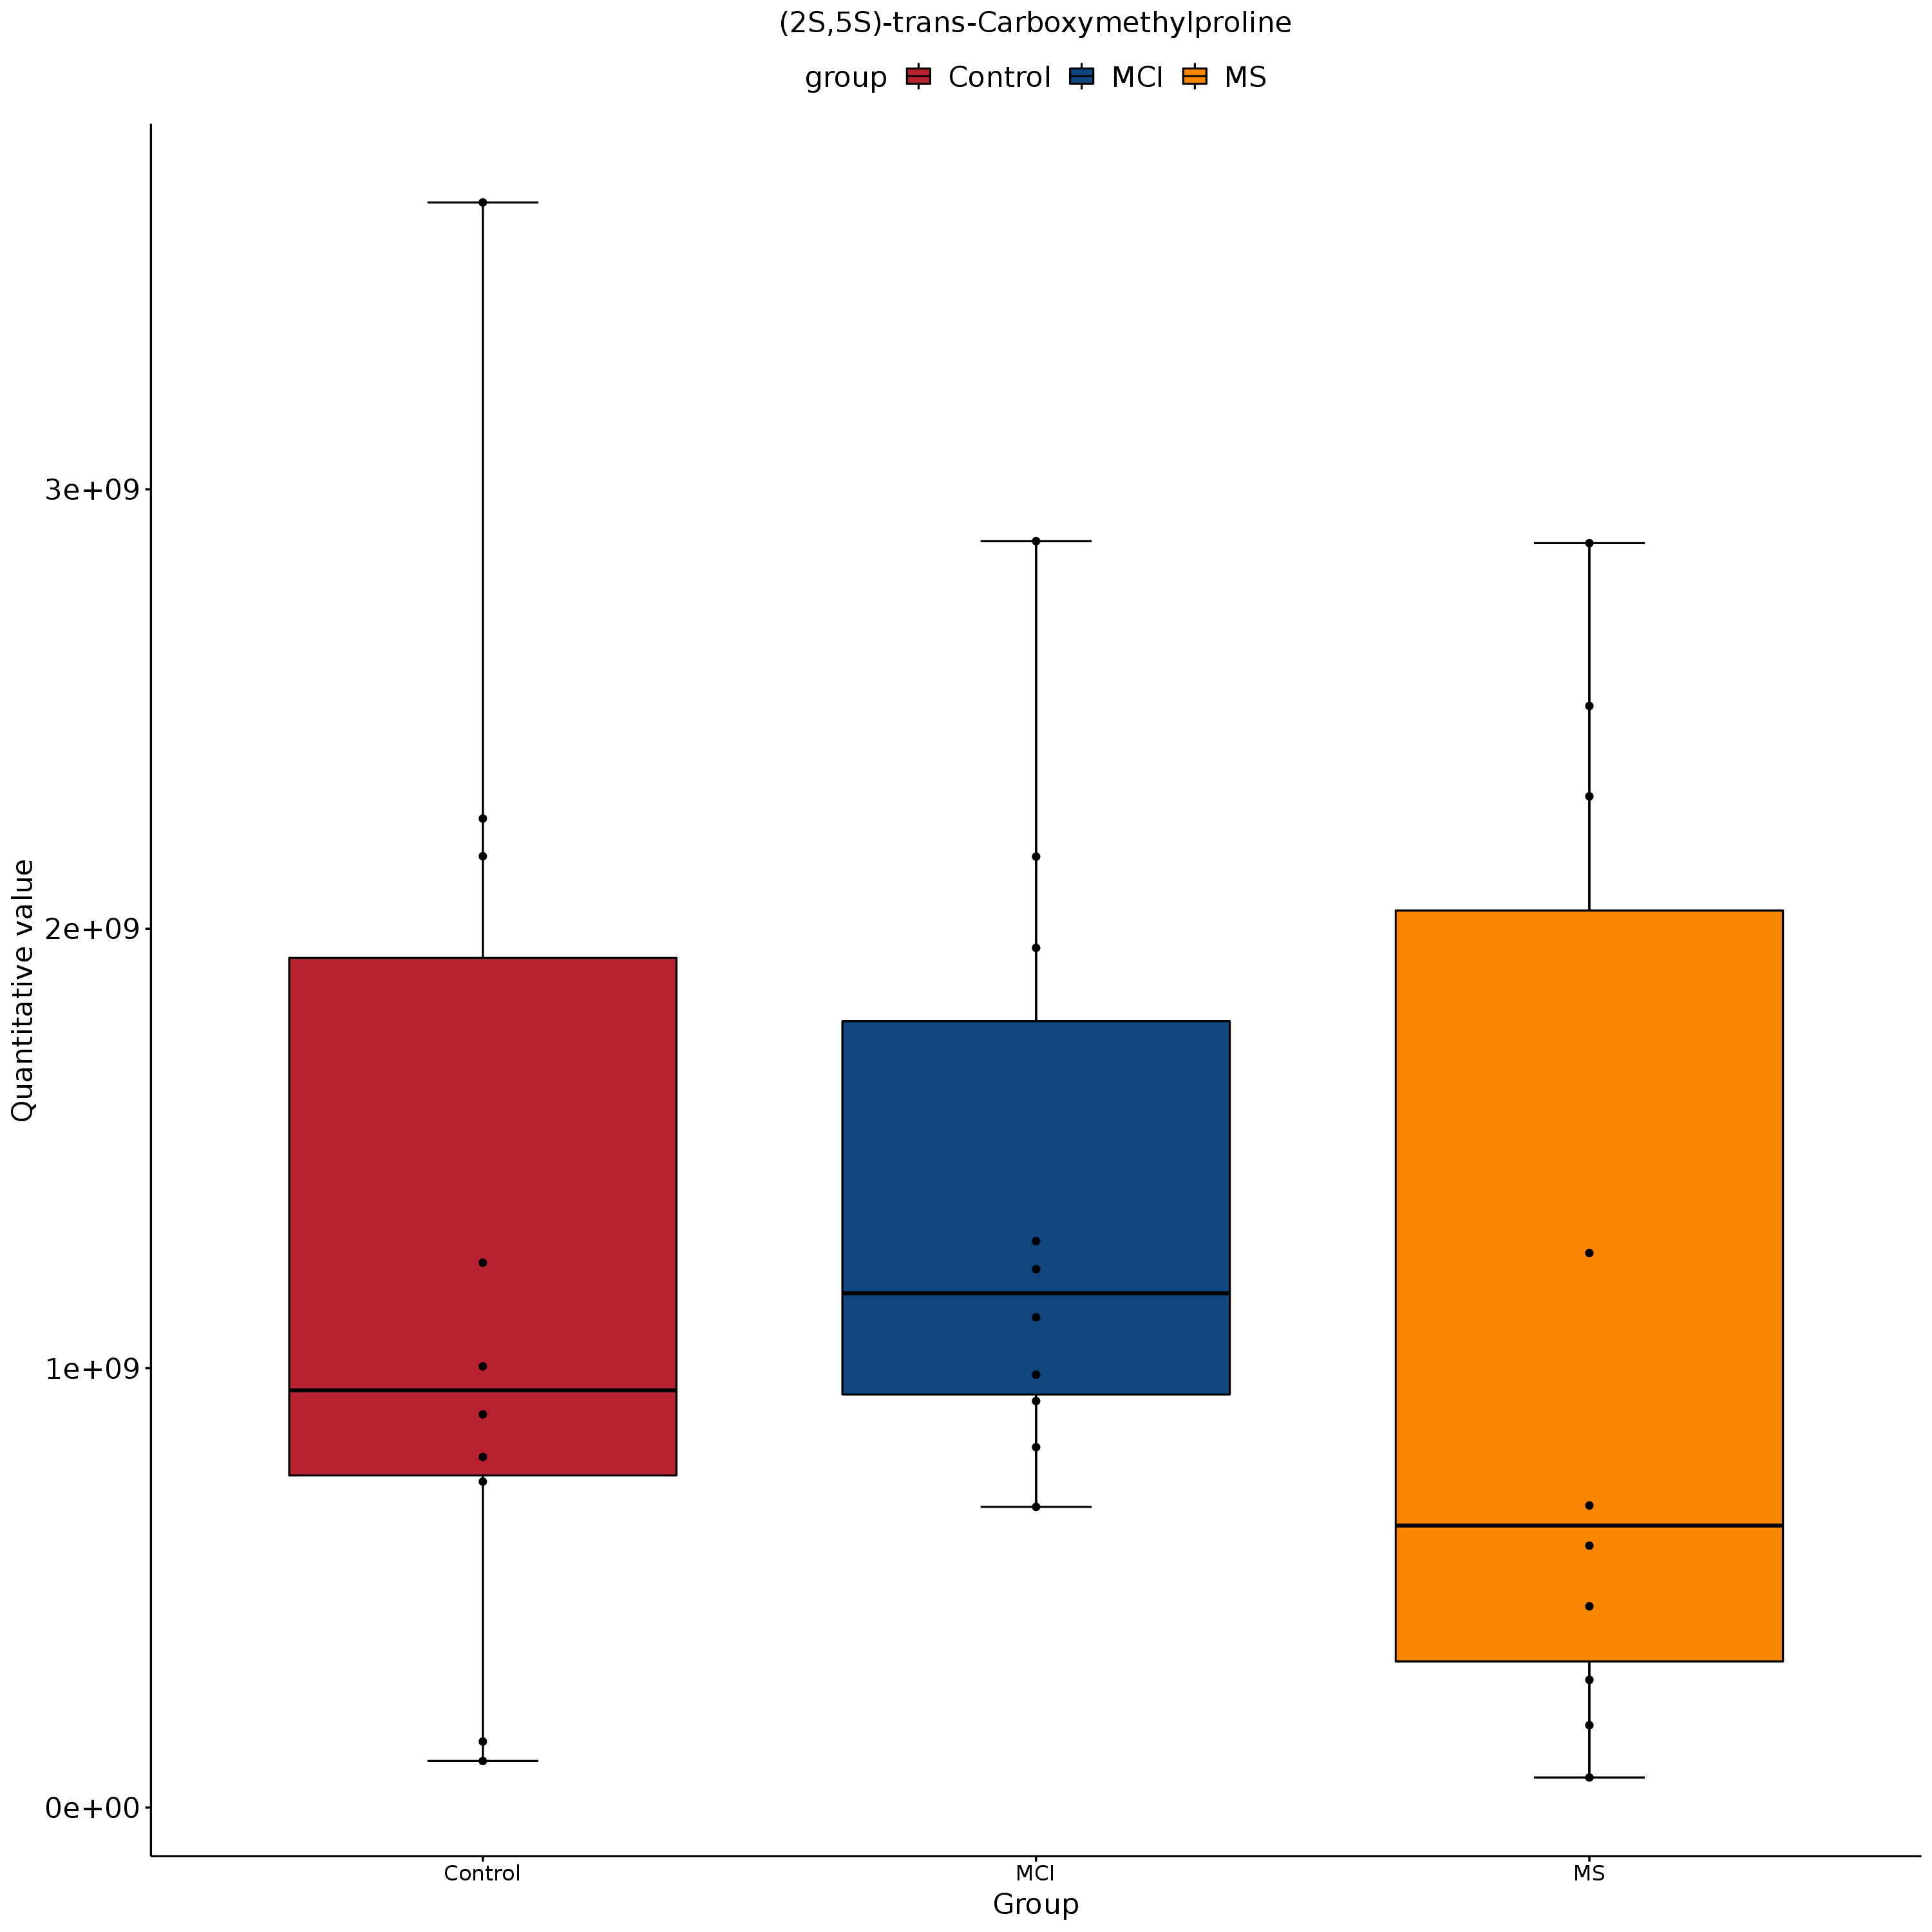 (2S,5S)-trans-Carboxymethylproline
group Control MCI MS
Quantitative value
3e+09
2e+09
1e+09
0e+00
Control MCI MS
Group